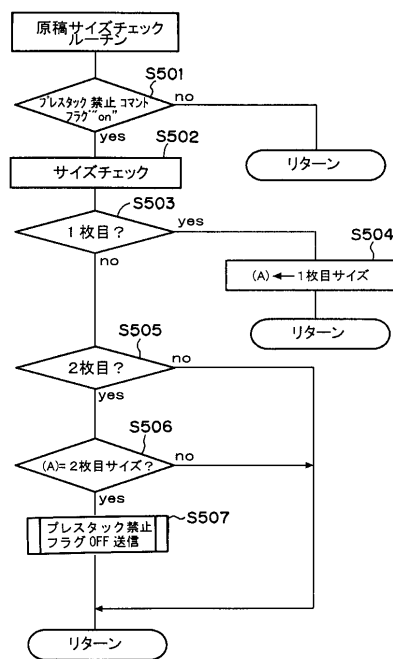 原稿サイズチェック
ルーチン
S501
プレスタック禁止コマント
フラグ"on"
no
yes
S502
リターン
サイズチェック
S503
1枚目?
yes
no
S504
(A)←1枚目サイズ
リターン
S505
2枚目?
no
yes
S506
(A)=2枚目サイズ?
no
yes
S507
プレスタック禁止
フラグOFF送信
リターン